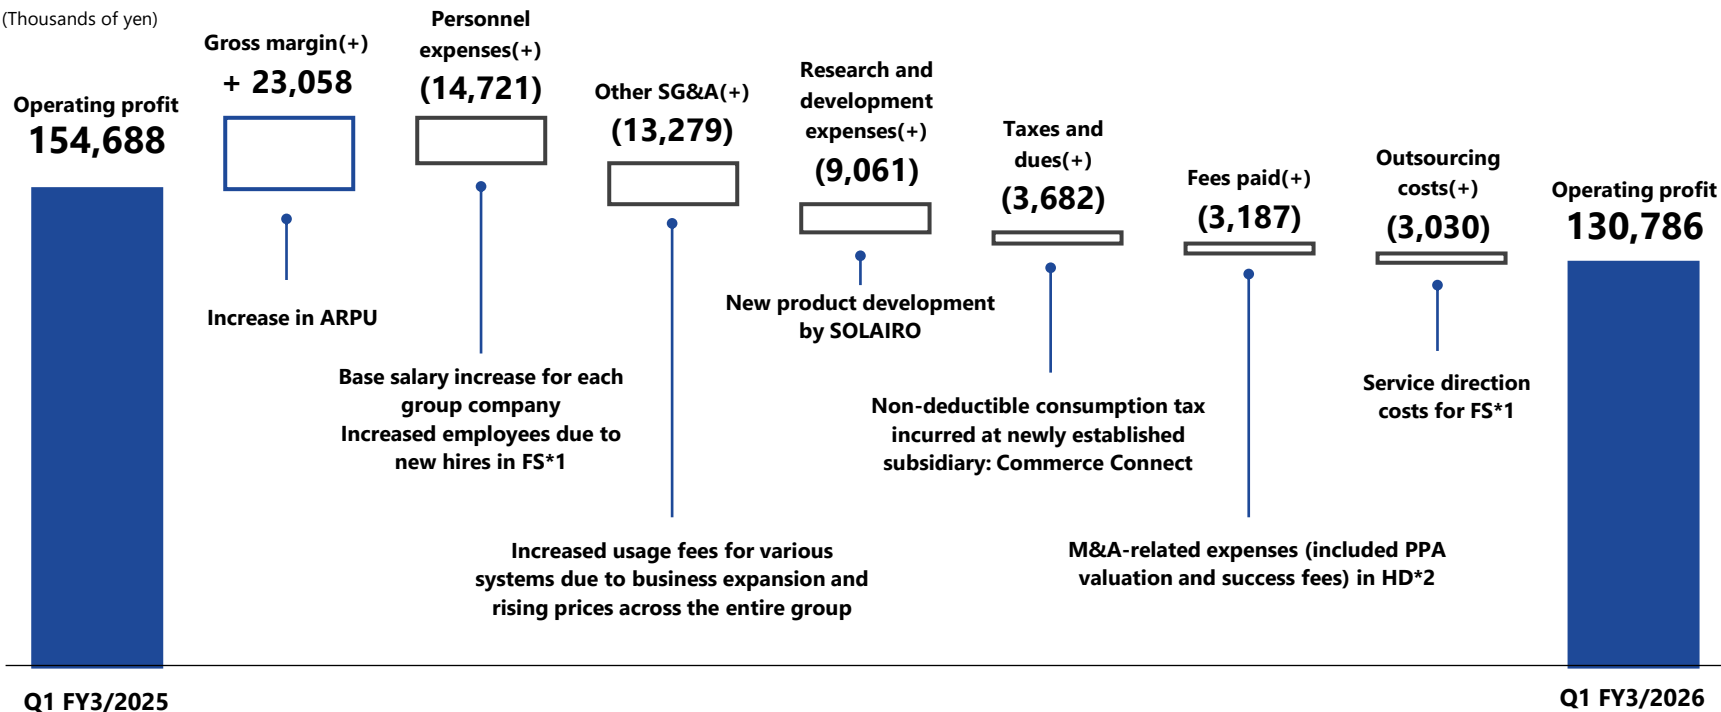 (Thousands of yen)
Operating profit
154,688
Gross margin(+)
+ 23,058
Increase in ARPU
Personnel
expenses(+)
(14,721)
Base salary increase for each
group company
Increased employees due to
new hires in FS*1
Other SG&A(+)
(13,279)
Increased usage fees for various
systems due to business expansion and
rising prices across the entire group
Research and
development
expenses(+)
(9,061)
New product development
by SOLAIRO
Taxes and
dues(+)
(3,682)
Non-deductible consumption tax
incurred at newly established
subsidiary: Commerce Connect
Fees paid(+)
(3,187)
M&A-related expenses (included PPA
valuation and success fees) in HD*2
Outsourcing
costs(+)
(3,030)
Service direction
costs for FS*1
Operating profit
130,786
Q1 FY3/2025
Q1 FY3/2026